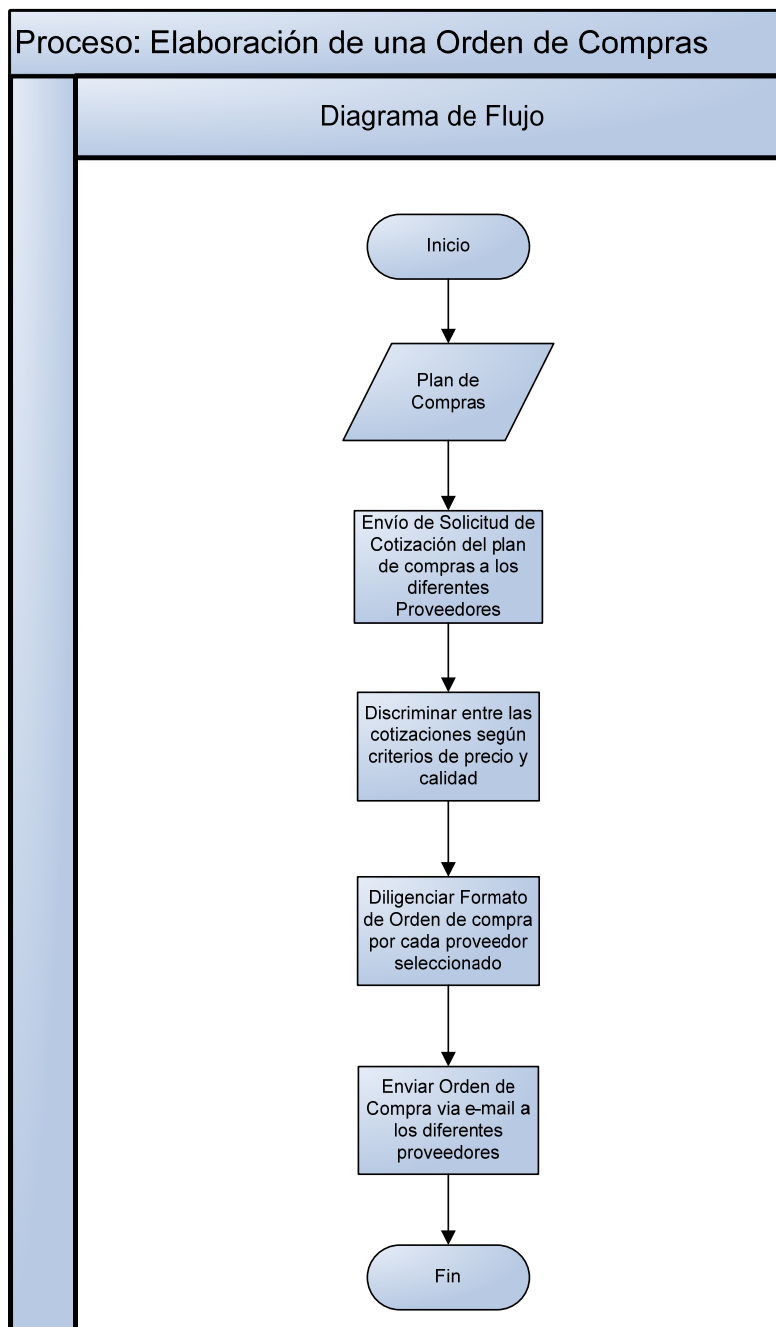 Proceso: Elaboración de una Orden de Compras
Diagrama de Flujo
Inicio
Plan de
Compras
Envío de Solicitud de
Cotización del plan
de compras a los
diferentes
Proveedores
Discriminar entre las
cotizaciones según
criterios de precio y
calidad
Diligenciar Formato
de Orden de compra
por cada proveedor
seleccionado
Enviar Orden de
Compra via e-mail a
los diferentes
proveedores
Fin